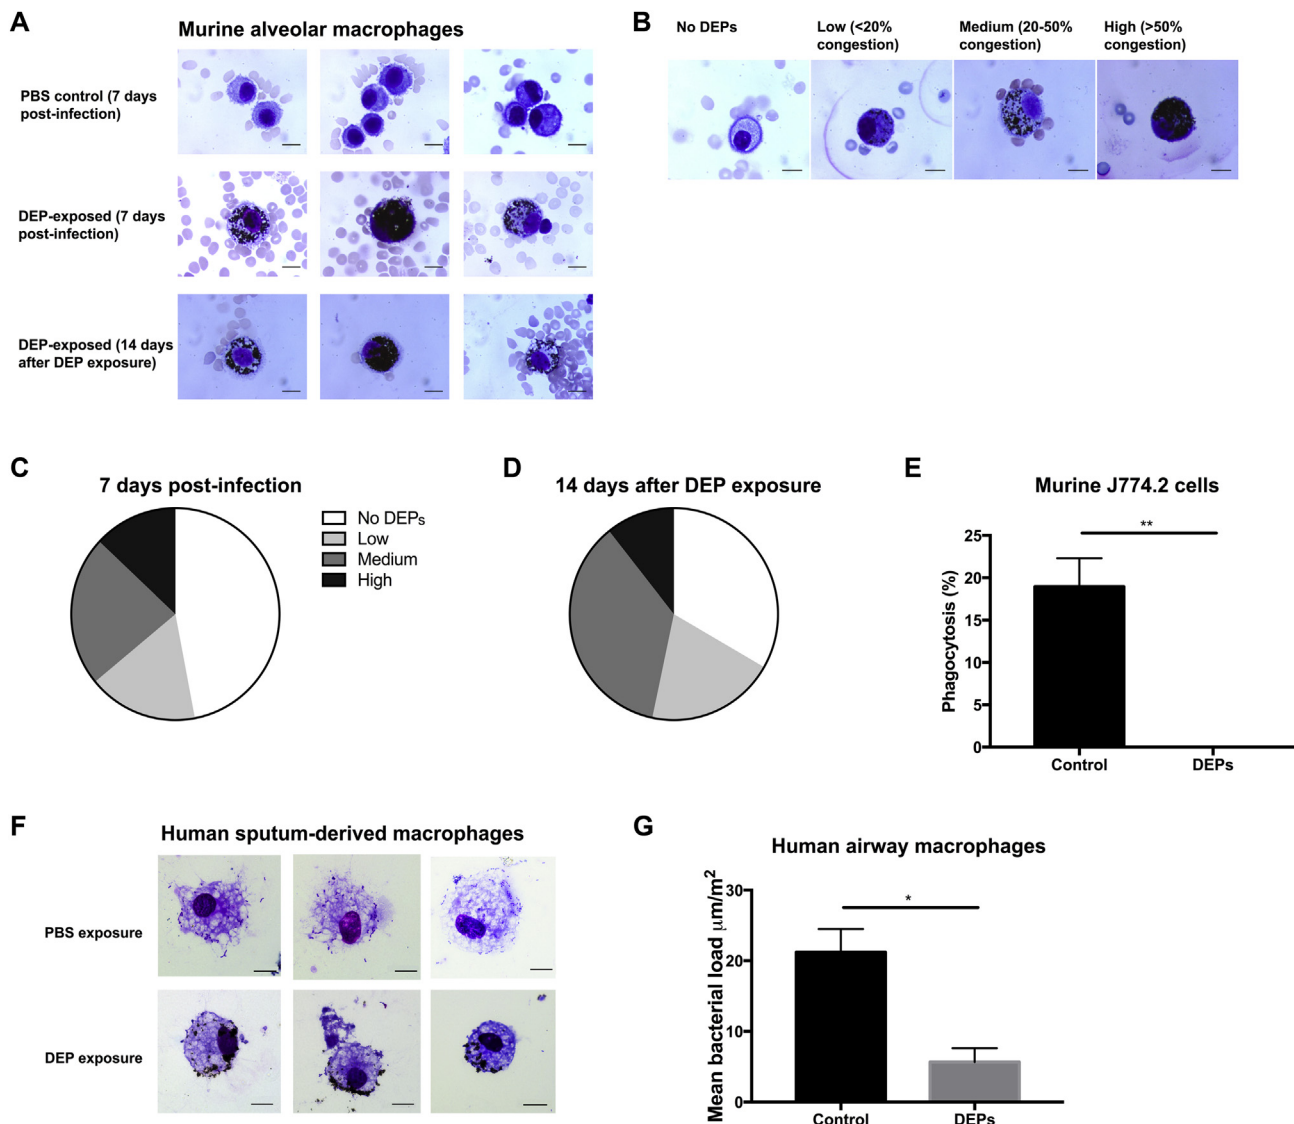 A
Murine alveolar macrophages
PBS control (7 days
post-infection)
DEP-exposed (7 days
post-infection)
DEP-exposed (14 days
after DEP exposure)
B
No DEPs
Low (<20%
congestion)
Medium (20-50%
congestion)
High (>50%
congestion)
C
7 days post-infection
No DEPs
Low
Medium
High
D
14 days after DEP exposure
E
Murine J774.2 cells
**
Phagocytosis (%)
25
20
15
10
5
0
Control
DEPs
F
Human sputum-derived macrophages
PBS exposure
DEP exposure
G
Human airway macrophages
*
Mean bacterial load μm/m²
30
20
10
0
Control
DEPs